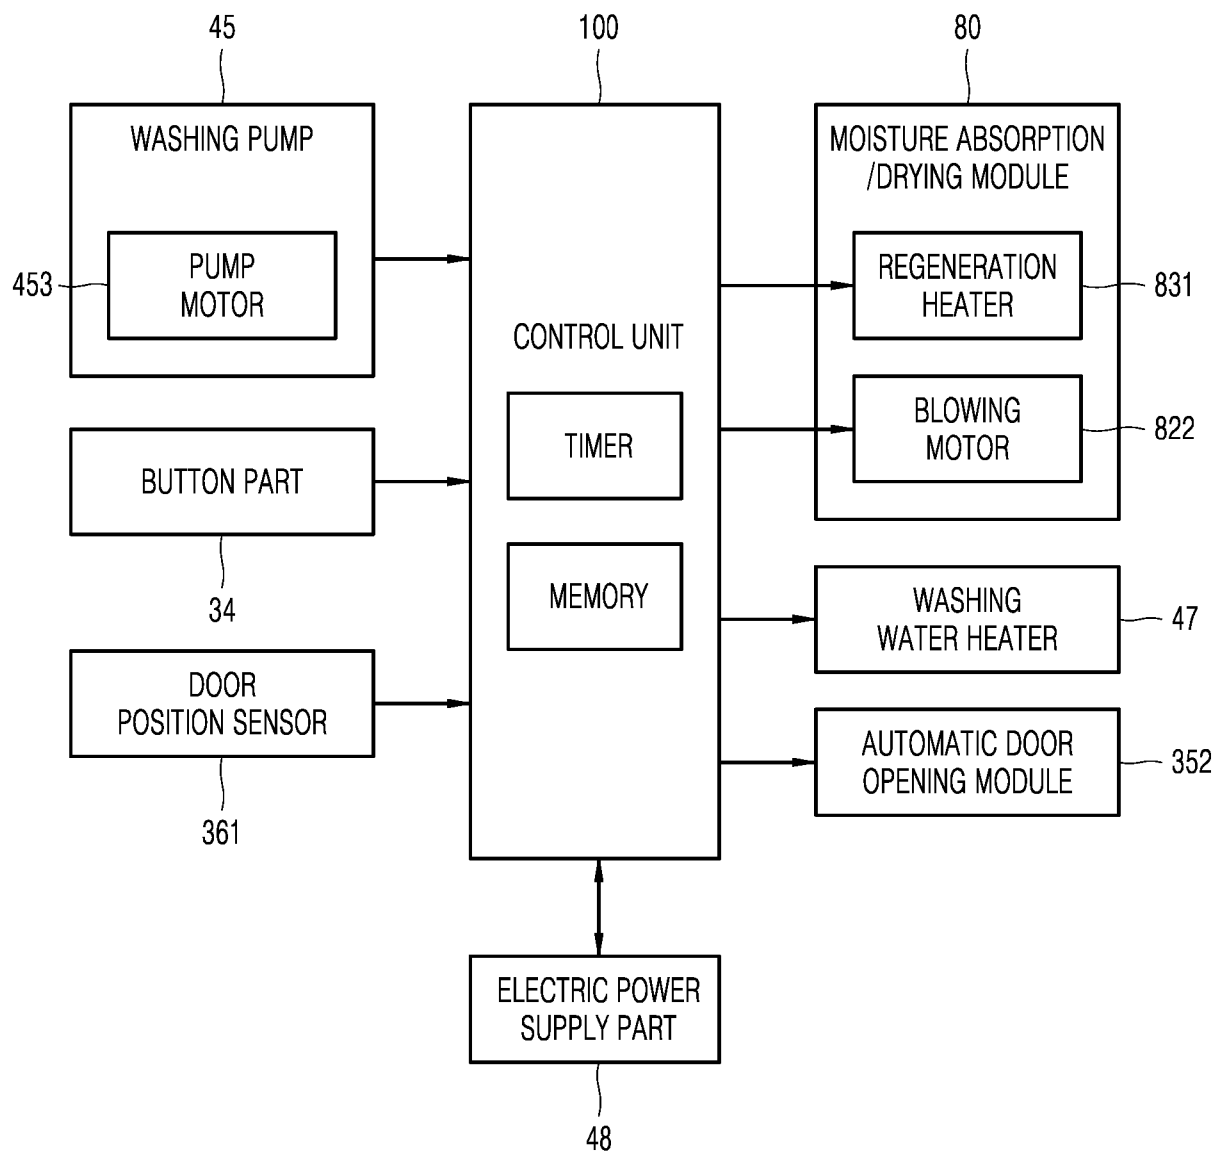 45
100
80
WASHING PUMP
PUMP
MOTOR
453
BUTTON PART
34
DOOR
POSITION SENSOR
361
CONTROL UNIT
TIMER
MEMORY
ELECTRIC POWER
SUPPLY PART
48
MOISTURE ABSORPTION
/DRYING MODULE
REGENERATION
HEATER
831
BLOWING
MOTOR
822
WASHING
WATER HEATER
47
AUTOMATIC DOOR
OPENING MODULE
352